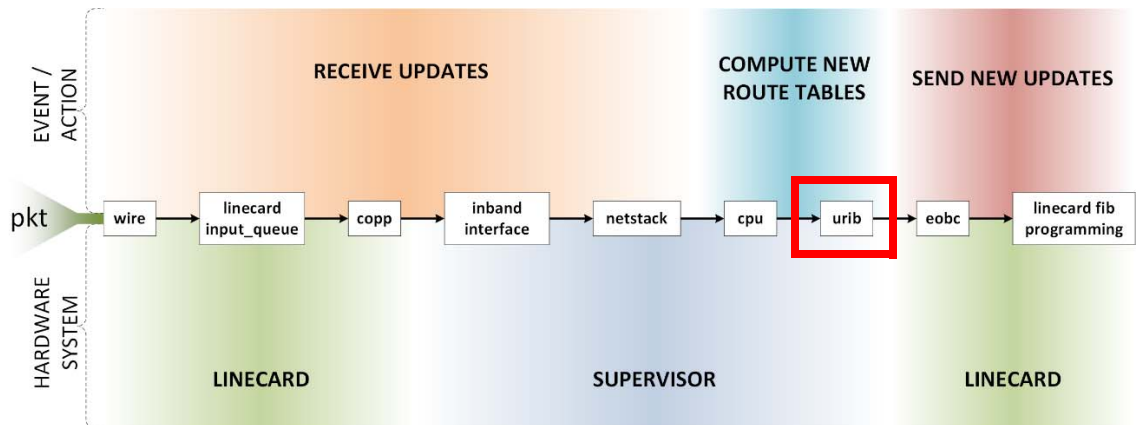 EVENT /
ACTION
RECEIVE UPDATES
COMPUTE NEW
ROUTE TABLES
SEND NEW UPDATES
pkt
wire
linecard
input_queue
copp
inband
interface
netstack
cpu
urib
eobc
linecard fib
programming
HARDWARE
SYSTEM
LINECARD
SUPERVISOR
LINECARD